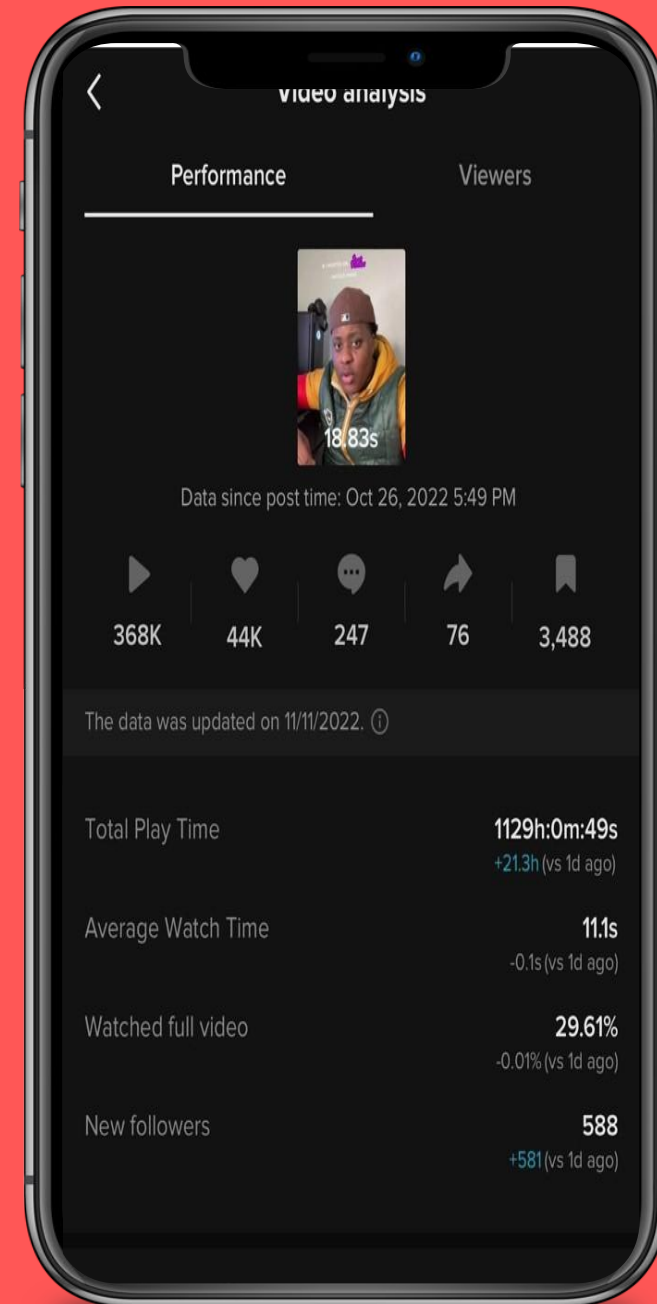 Video analysis
Performance
Viewers
18.83s
Data since post time: Oct 26, 2022 5:49 PM
368K
44K
247
76
3,488
The data was updated on 11/11/2022.
Total Play Time
1129h:0m:49s
+21.3h (vs 1d ago)
Average Watch Time
11.1s
-0.1s (vs 1d ago)
Watched full video
29.61%
-0.01% (vs 1d ago)
New followers
588
+581 (vs 1d ago)